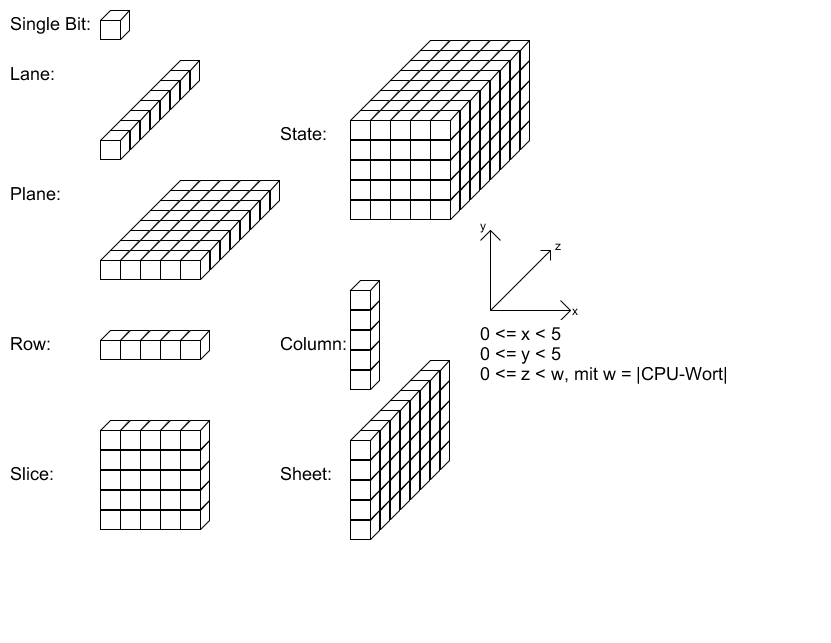 Single Bit:
Lane:
State:
Plane:
y
z
x
Row:
Column:
0 <= x < 5
0 <= y < 5
0 <= z < w, mit w = |CPU-Wort|
Slice:
Sheet: